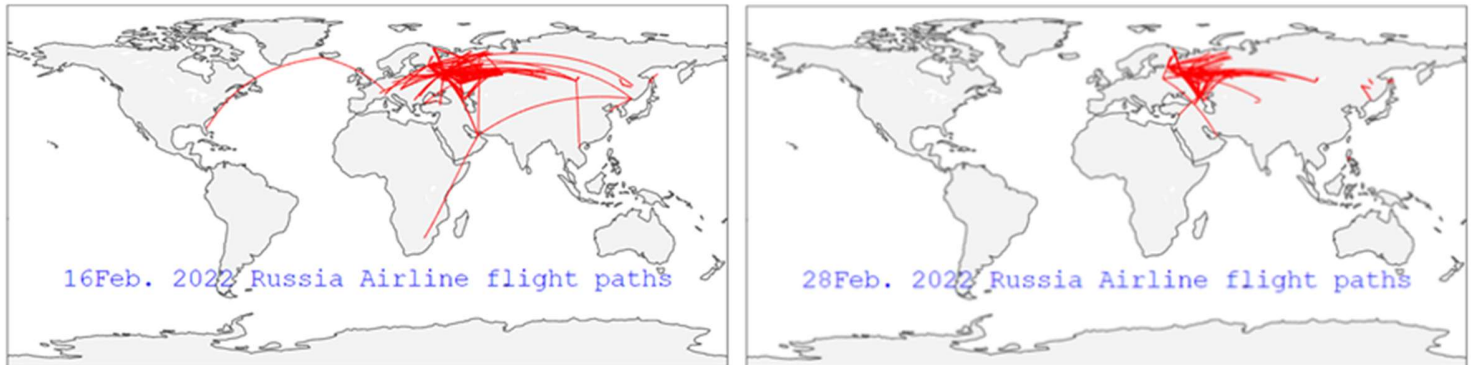 16Feb. 2022 Russia Airline flight paths
28Feb. 2022 Russia Airline flight paths